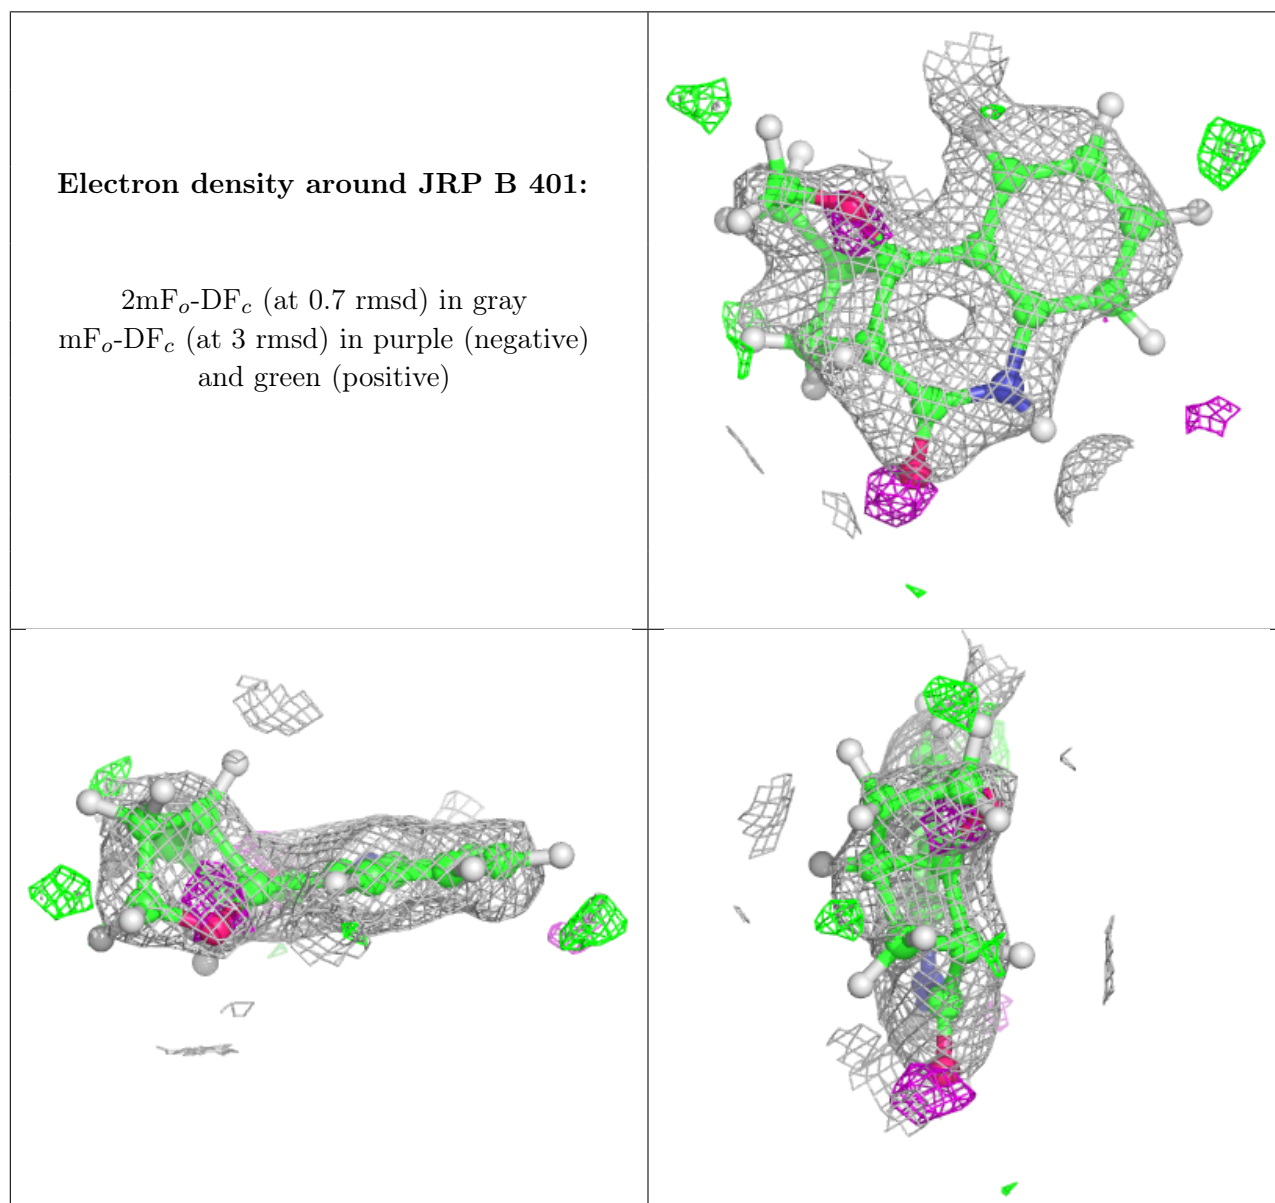 Electron density around JRP B 401:
2mFo-DFc (at 0.7 rmsd) in gray
mFo-DFc (at 3 rmsd) in purple (negative)
and green (positive)